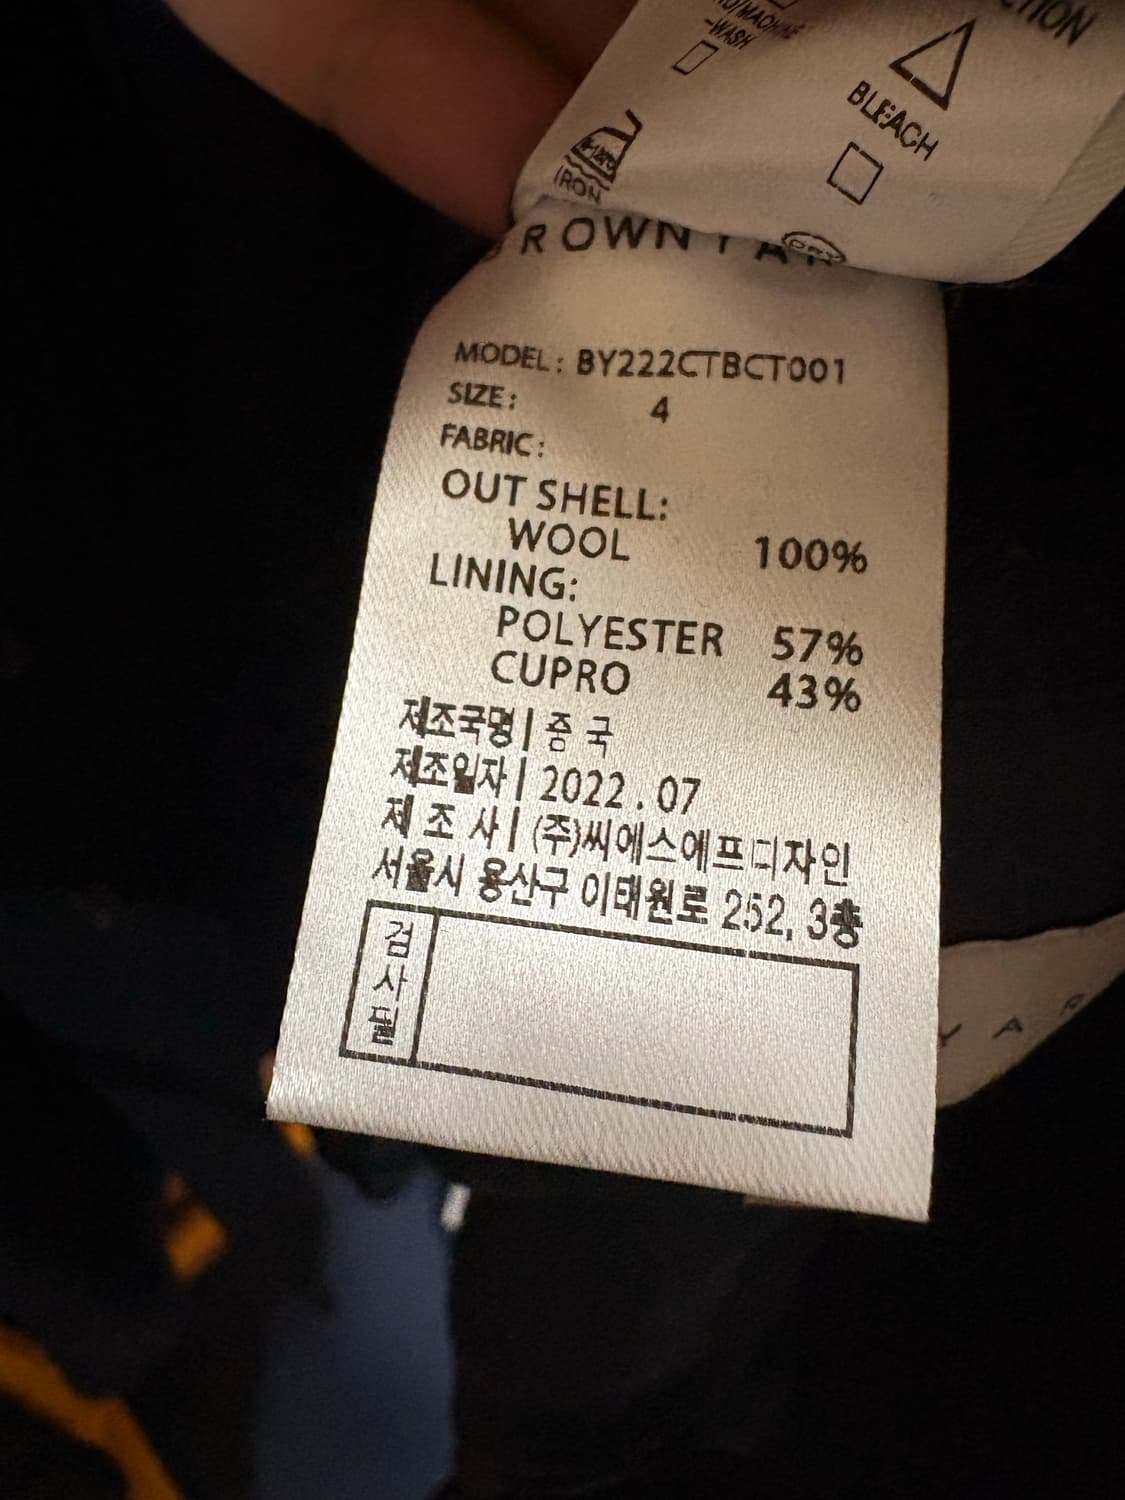 -WASH
BLEACH
IRON
DRY
MODEL: BY222CTBCT001
SIZE: 4
FABRIC:
OUT SHELL:
WOOL 100%
LINING:
POLYESTER 57%
CUPRO 43%
제조국명 | 중 국
제조일자 | 2022.07
제 조 사 | (주)씨에스에프디자인
서울시 용산구 이태원로 252, 3층
검
사
필
Y A R